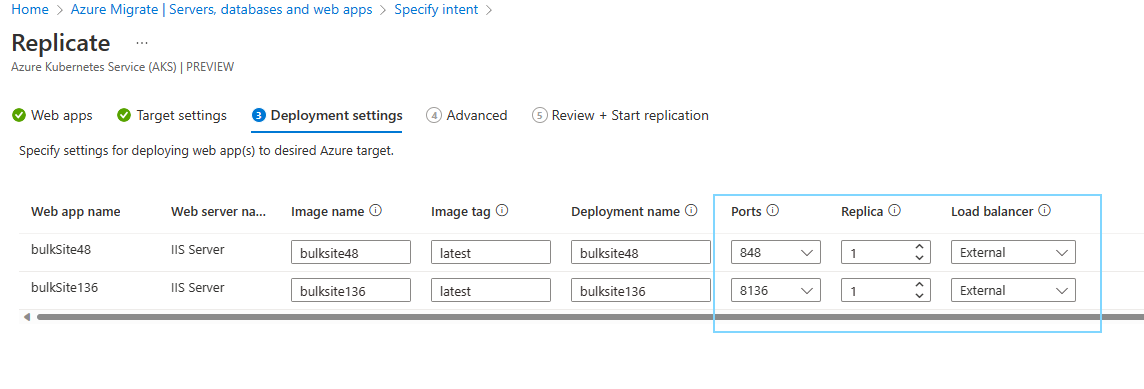 Home > Azure Migrate | Servers, databases and web apps > Specify intent >
Replicate ...
Azure Kubernetes Service (AKS) | PREVIEW
Web apps Target settings 3 Deployment settings 4 Advanced 5 Review + Start replication
Specify settings for deploying web app(s) to desired Azure target.
Web app name Web server na... Image name Image tag Deployment name Ports Replica Load balancer
bulkSite48 IIS Server bulksite48 latest bulksite48 848 1 External
bulkSite136 IIS Server bulksite136 latest bulksite136 8136 1 External